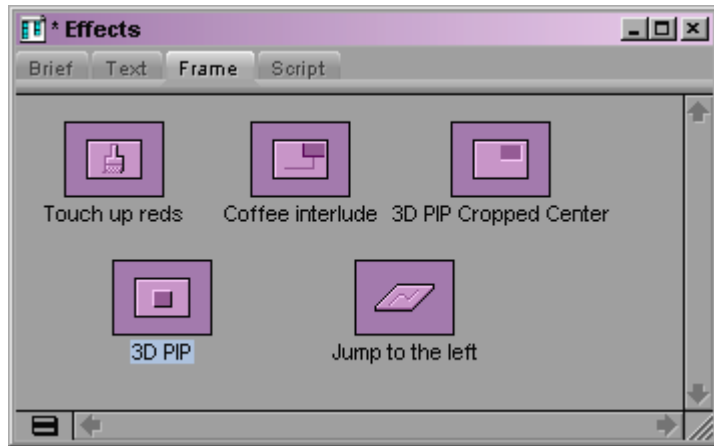 * Effects
Brief Text Frame Script
Touch up reds Coffee interlude 3D PIP Cropped Center
3D PIP Jump to the left